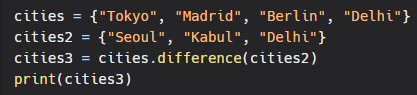 cities = {"Tokyo", "Madrid", "Berlin", "Delhi"}
cities2 = {"Seoul", "Kabul", "Delhi"}
cities3 = cities.difference(cities2)
print(cities3)